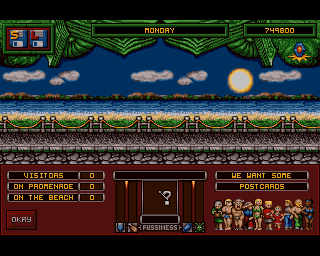 S L
MONDAY 749800
VISITORS 0
ON PROMENADE 0
ON THE BEACH 0
OKAY
?
FUSSINESS
WE WANT SOME
POSTCARDS